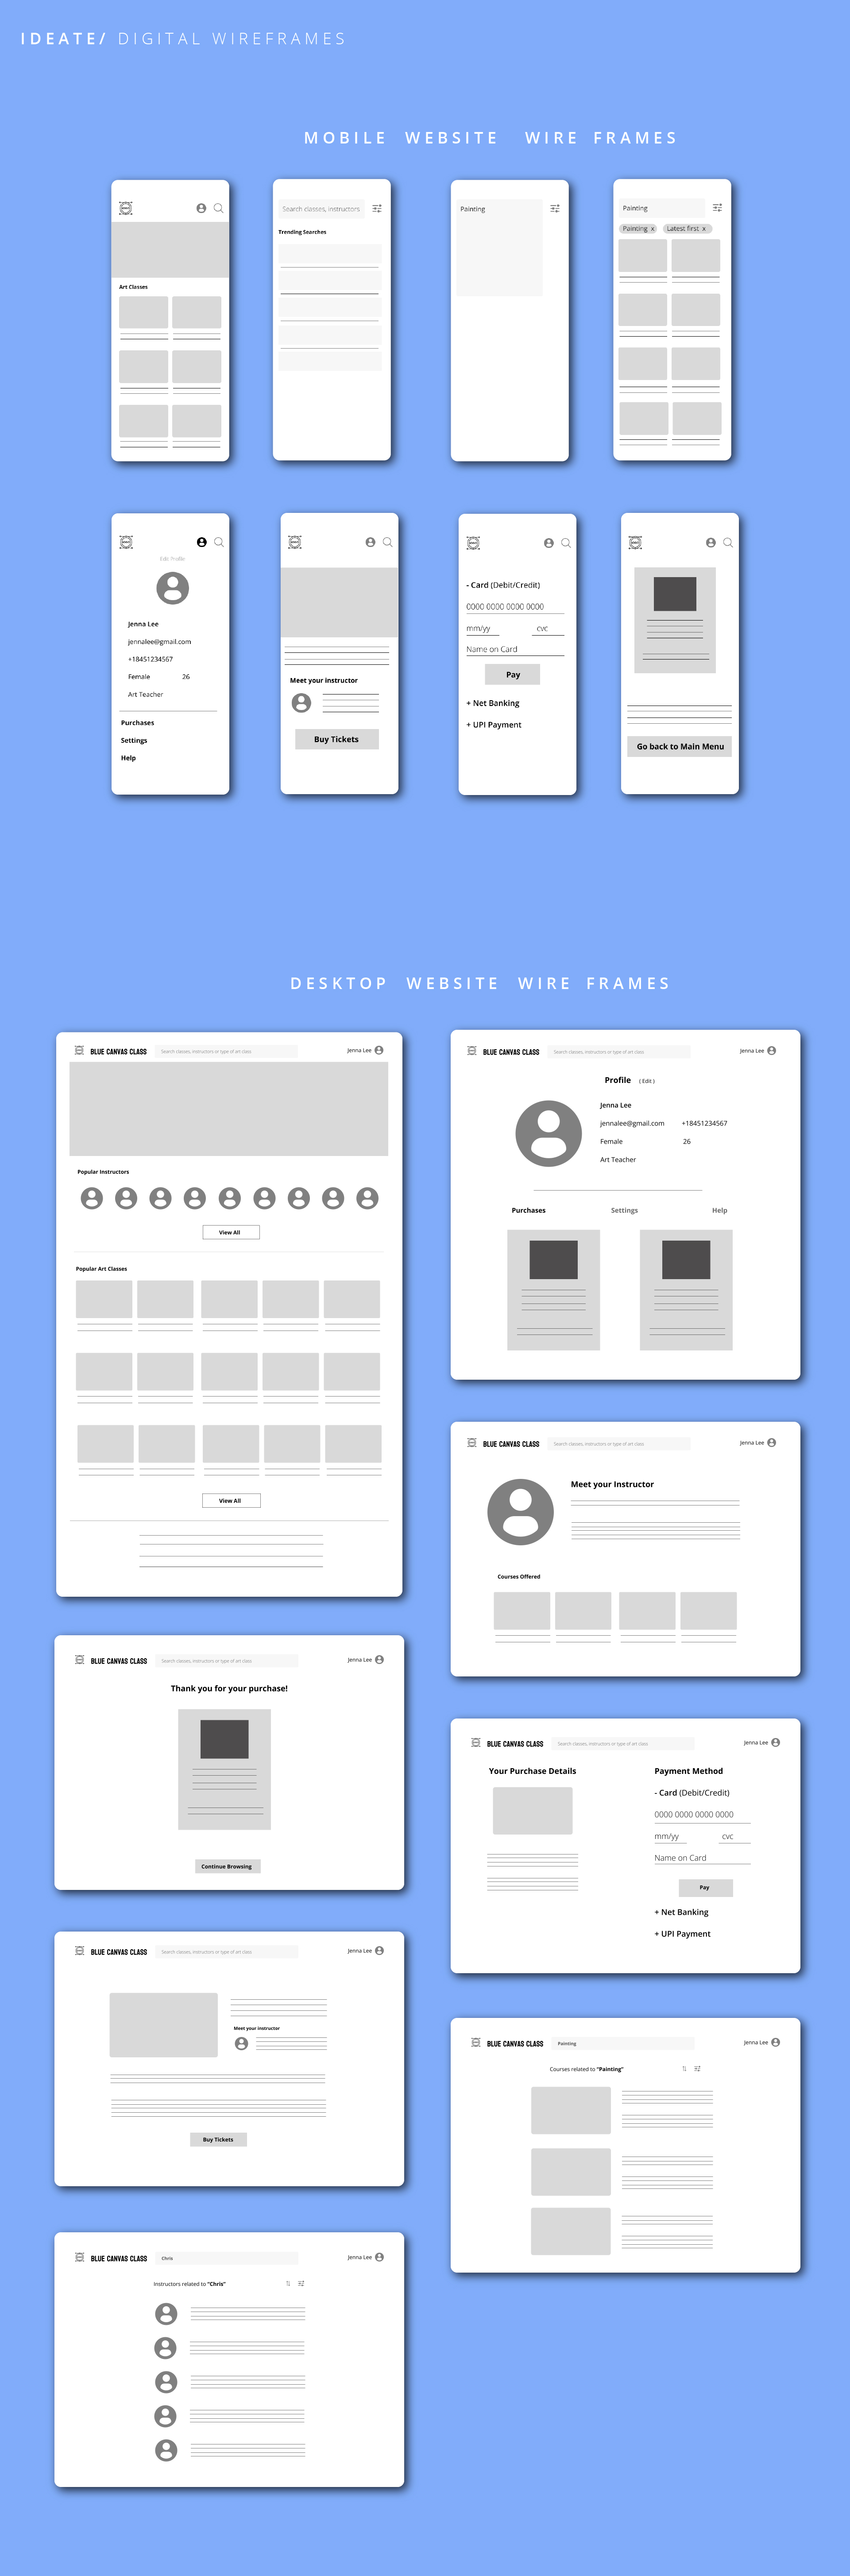 IDEATE/ DIGITAL WIREFRAMES
MOBILE WEBSITE WIRE FRAMES
Art Classes
Search classes, instructors
Trending Searches
Painting
Painting
Painting x Latest first x
Edit Profile
Jenna Lee
jennalee@gmail.com
+18451234567
Female 26
Art Teacher
Purchases
Settings
Help
Meet your instructor
Buy Tickets
- Card (Debit/Credit)
0000 0000 0000 0000
mm/yy cvc
Name on Card
Pay
+ Net Banking
+ UPI Payment
Go back to Main Menu
DESKTOP WEBSITE WIRE FRAMES
BLUE CANVAS CLASS
Search classes, instructors or type of art class
Jenna Lee
Popular Instructors
View All
Popular Art Classes
View All
BLUE CANVAS CLASS
Search classes, instructors or type of art class
Jenna Lee
Profile ( Edit )
Jenna Lee
jennalee@gmail.com +18451234567
Female 26
Art Teacher
Purchases Settings Help
BLUE CANVAS CLASS
Search classes, instructors or type of art class
Jenna Lee
Meet your Instructor
Courses Offered
BLUE CANVAS CLASS
Search classes, instructors or type of art class
Jenna Lee
Thank you for your purchase!
Continue Browsing
BLUE CANVAS CLASS
Search classes, instructors or type of art class
Jenna Lee
Your Purchase Details
Payment Method
- Card (Debit/Credit)
0000 0000 0000 0000
mm/yy cvc
Name on Card
Pay
+ Net Banking
+ UPI Payment
BLUE CANVAS CLASS
Search classes, instructors or type of art class
Jenna Lee
Meet your Instructor
Buy Tickets
BLUE CANVAS CLASS
Painting
Jenna Lee
Courses related to "Painting"
BLUE CANVAS CLASS
Chris
Jenna Lee
Instructors related to "Chris"